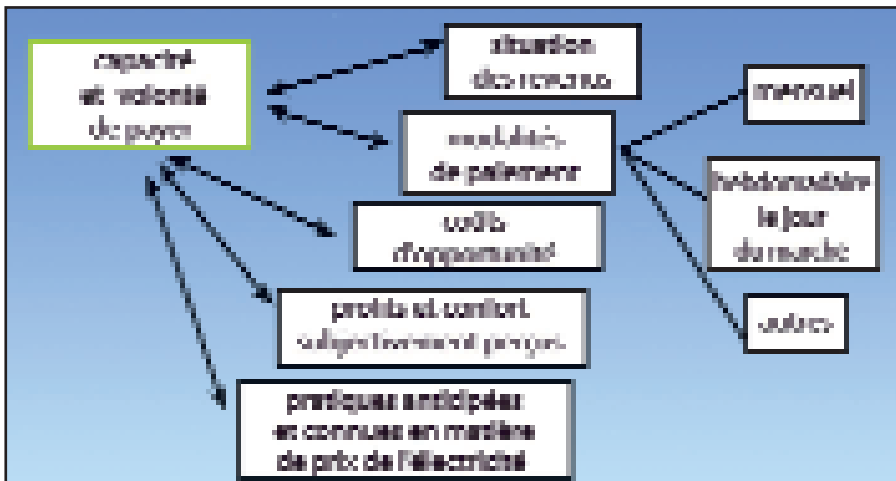 capacité
et volonté
de payer
situation
des revenus
modalités
de paiement
mensuel
hebdomadaire
le jour
du marché
autres
coûts
d'opportunité
profits et confort
subjectivement perçus
pratiques anticipées
et connues en matière
de prix de l'électricité